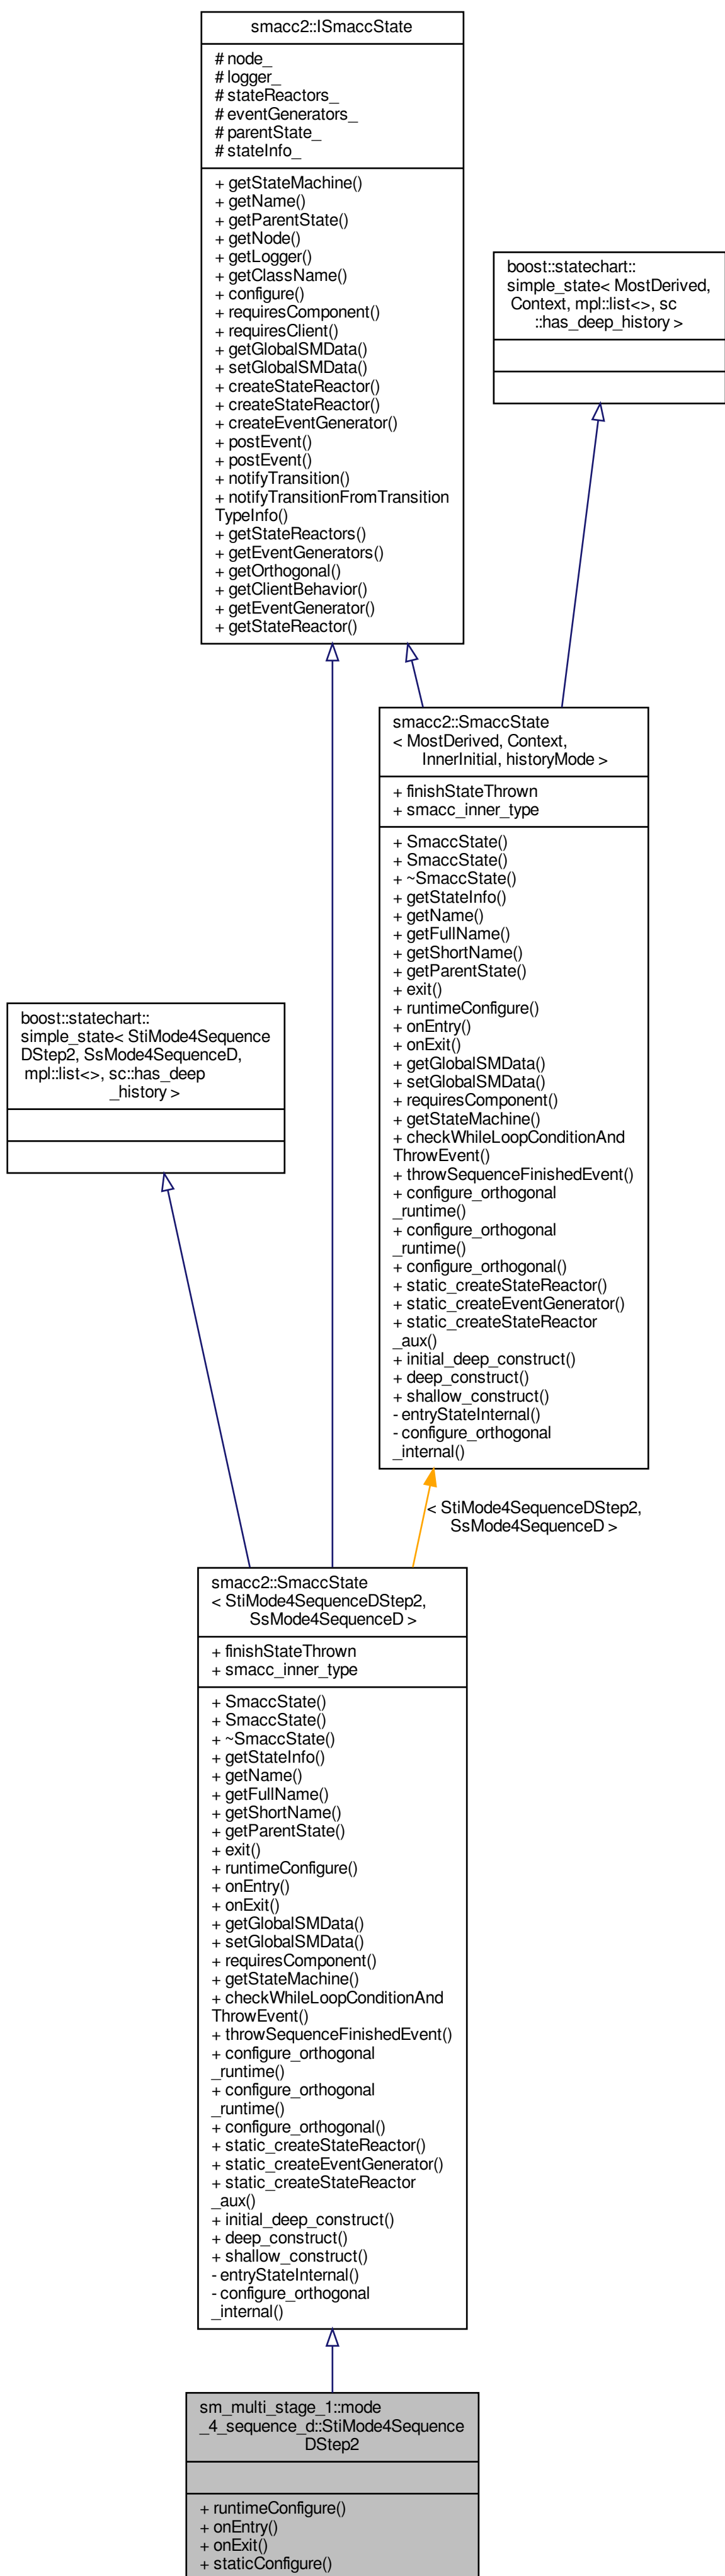 smacc2::ISmaccState
# node_
# logger_
# stateReactors_
# eventGenerators_
# parentState_
# stateInfo_
+ getStateMachine()
+ getName()
+ getParentState()
+ getNode()
+ getLogger()
+ getClassName()
+ configure()
+ requiresComponent()
+ requiresClient()
+ getGlobalSMData()
+ setGlobalSMData()
+ createStateReactor()
+ createStateReactor()
+ createEventGenerator()
+ postEvent()
+ postEvent()
+ notifyTransition()
+ notifyTransitionFromTransition
TypeInfo()
+ getStateReactors()
+ getEventGenerators()
+ getOrthogonal()
+ getClientBehavior()
+ getEventGenerator()
+ getStateReactor()
boost::statechart::
simple_state< MostDerived,
Context, mpl::list<>, sc
::has_deep_history >
smacc2::SmaccState
< MostDerived, Context,
InnerInitial, historyMode >
+ finishStateThrown
+ smacc_inner_type
+ SmaccState()
+ SmaccState()
+ ~SmaccState()
+ getStateInfo()
+ getName()
+ getFullName()
+ getShortName()
+ getParentState()
+ exit()
+ runtimeConfigure()
+ onEntry()
+ onExit()
+ getGlobalSMData()
+ setGlobalSMData()
+ requiresComponent()
+ getStateMachine()
+ checkWhileLoopConditionAnd
ThrowEvent()
+ throwSequenceFinishedEvent()
+ configure_orthogonal
_runtime()
+ configure_orthogonal
_runtime()
+ configure_orthogonal()
+ static_createStateReactor()
+ static_createEventGenerator()
+ static_createStateReactor
_aux()
+ initial_deep_construct()
+ deep_construct()
+ shallow_construct()
- entryStateInternal()
- configure_orthogonal
_internal()
boost::statechart::
simple_state< StiMode4Sequence
DStep2, SsMode4SequenceD,
mpl::list<>, sc::has_deep
_history >
< StiMode4SequenceDStep2,
SsMode4SequenceD >
smacc2::SmaccState
< StiMode4SequenceDStep2,
SsMode4SequenceD >
+ finishStateThrown
+ smacc_inner_type
+ SmaccState()
+ SmaccState()
+ ~SmaccState()
+ getStateInfo()
+ getName()
+ getFullName()
+ getShortName()
+ getParentState()
+ exit()
+ runtimeConfigure()
+ onEntry()
+ onExit()
+ getGlobalSMData()
+ setGlobalSMData()
+ requiresComponent()
+ getStateMachine()
+ checkWhileLoopConditionAnd
ThrowEvent()
+ throwSequenceFinishedEvent()
+ configure_orthogonal
_runtime()
+ configure_orthogonal
_runtime()
+ configure_orthogonal()
+ static_createStateReactor()
+ static_createEventGenerator()
+ static_createStateReactor
_aux()
+ initial_deep_construct()
+ deep_construct()
+ shallow_construct()
- entryStateInternal()
- configure_orthogonal
_internal()
sm_multi_stage_1::mode
_4_sequence_d::StiMode4Sequence
DStep2
+ runtimeConfigure()
+ onEntry()
+ onExit()
+ staticConfigure()